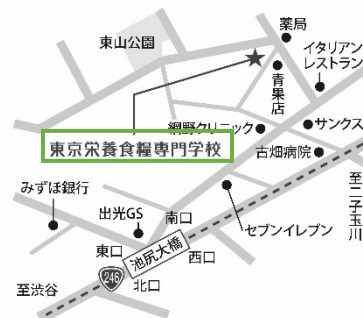 薬局
東山公園
イタリアン
レストラン
青果店
網野クリニック
サンクス
東京栄養食糧専門学校
古畑病院
みずほ銀行
至二子玉川
出光GS
南口
セブンイレブン
東口
池尻大橋
西口
246
北口
至渋谷